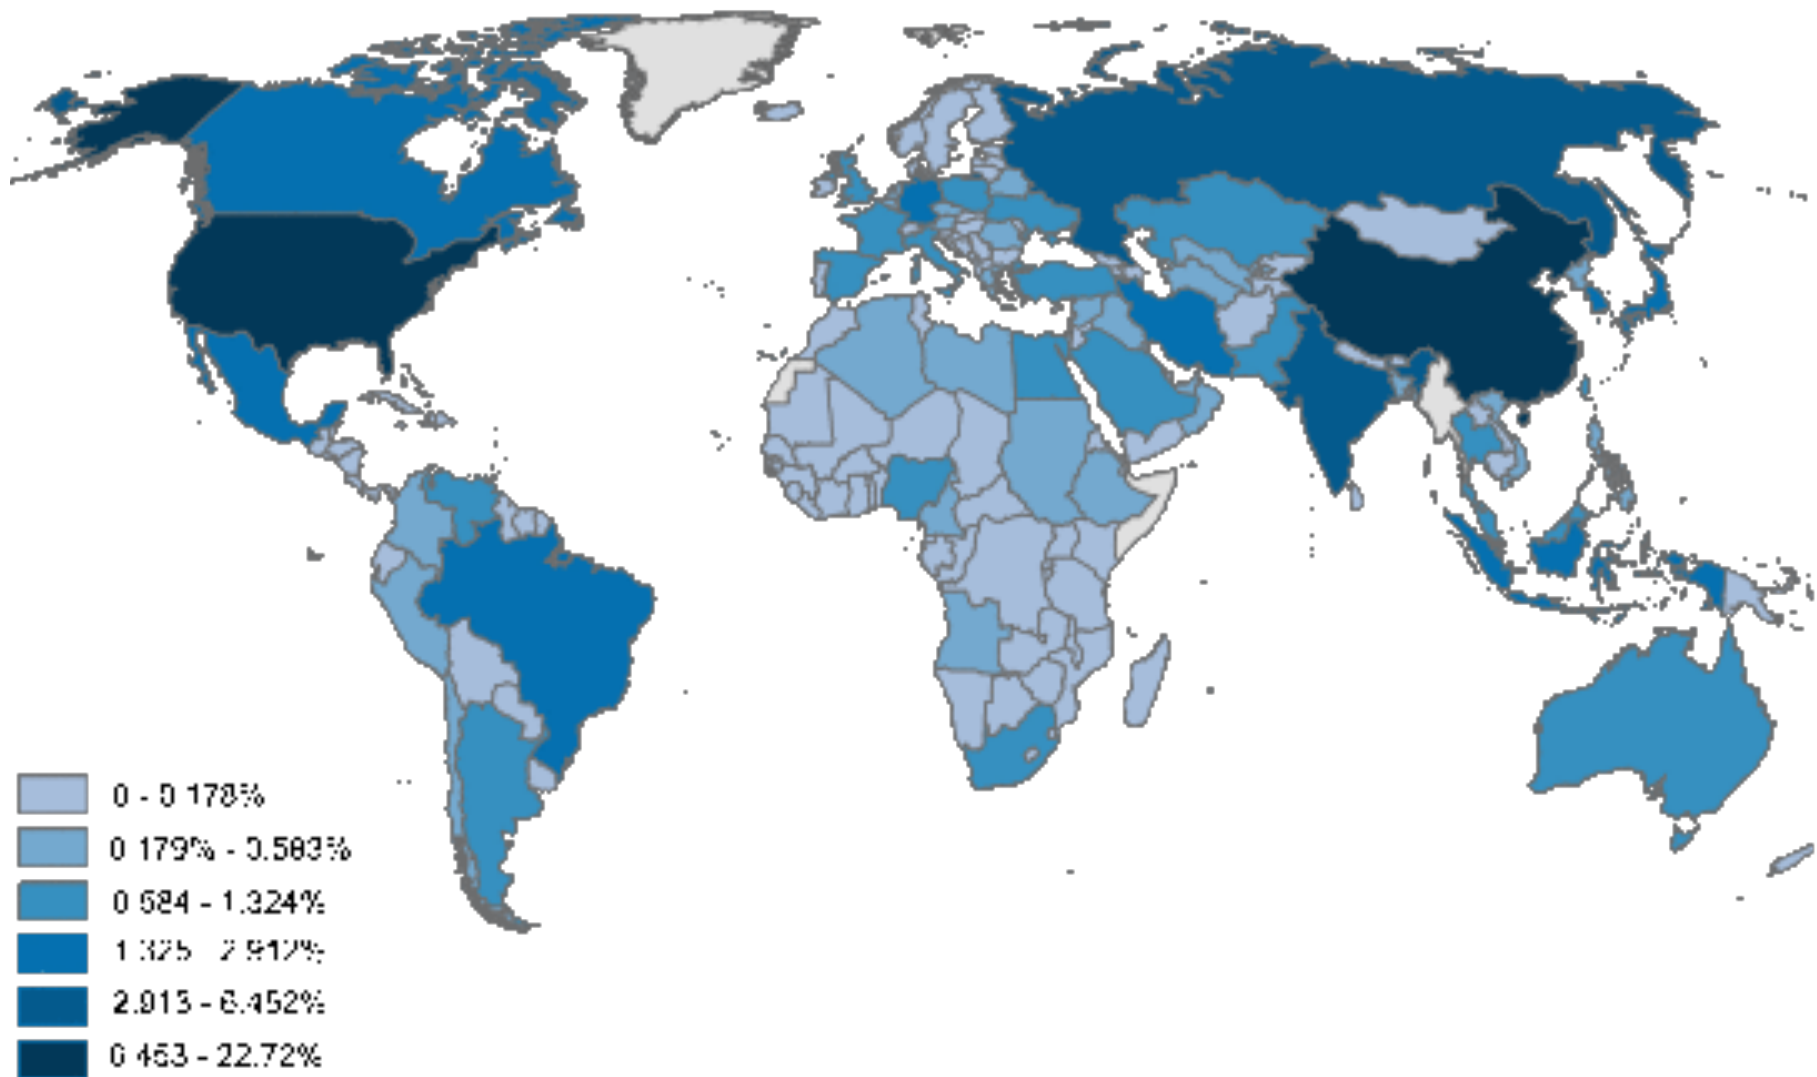 0 - 0 178%
0 179% - 0.583%
0 584 - 1.324%
1 325 - 2.912%
2.913 - 6.452%
6 453 - 22.72%